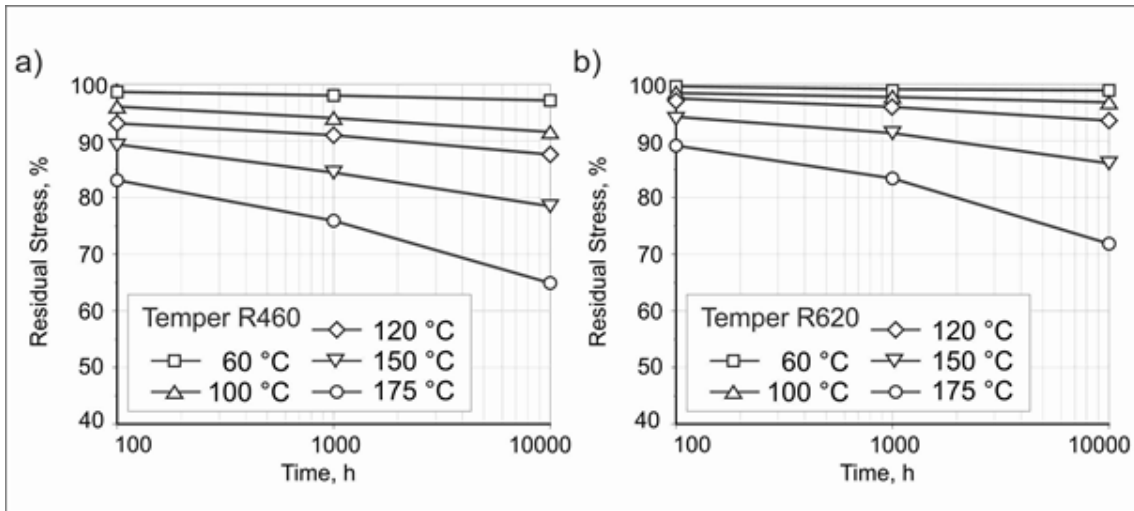 a)
100
90
80
70
60
50
40
Residual Stress, %
Temper R460
60 °C
100 °C
120 °C
150 °C
175 °C
100
1000
10000
Time, h
b)
100
90
80
70
60
50
40
Residual Stress, %
Temper R620
60 °C
100 °C
120 °C
150 °C
175 °C
100
1000
10000
Time, h